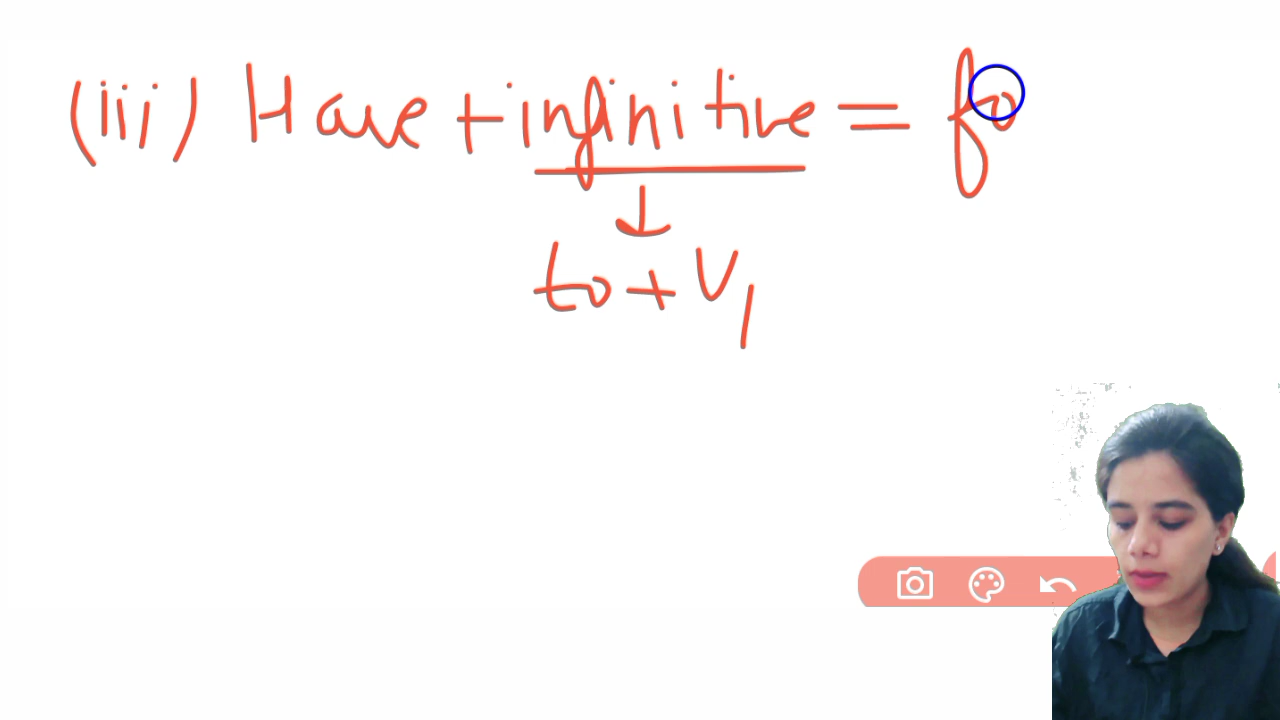 (iii) Have + infinitive = fo
to + V1